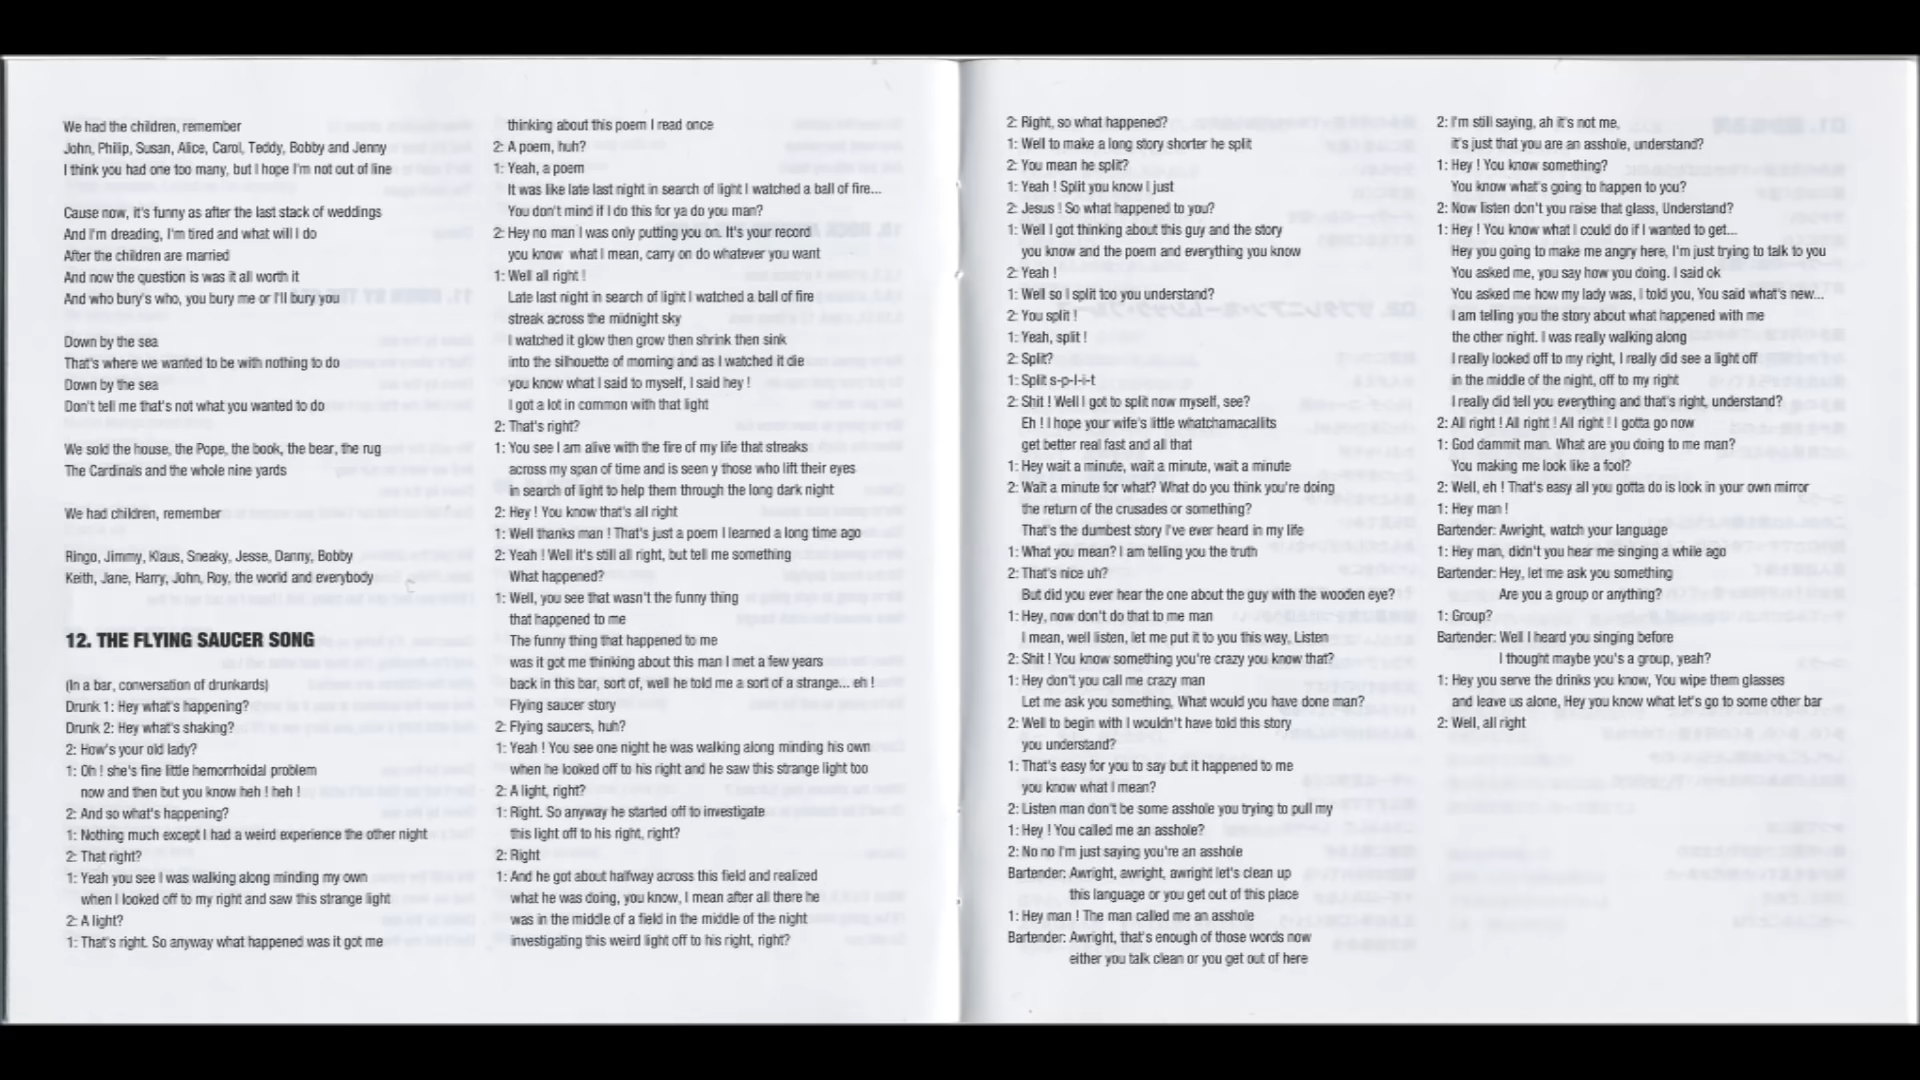 We had the children, remember
John, Philip, Susan, Alice, Carol, Teddy, Bobby and Jenny
I think you had one too many, but I hope I'm not out of line
Cause now, it's funny as after the last stack of weddings
And I'm dreading, I'm tired and what will I do
After the children are married
And now the question is was it all worth it
And who bury's who, you bury me or I'll bury you
Down by the sea
That's where we wanted to be with nothing to do
Down by the sea
Don't tell me that's not what you wanted to do
We sold the house, the Pope, the book, the bear, the rug
The Cardinals and the whole nine yards
We had children, remember
Ringo, Jimmy, Klaus, Sneaky, Jesse, Danny, Bobby
Keith, Jane, Harry, John, Roy, the world and everybody
12. THE FLYING SAUCER SONG
(In a bar, conversation of drunkards)
Drunk 1: Hey what's happening?
Drunk 2: Hey what's shaking?
2: How's your old lady?
1: Oh ! she's fine little hemorrhoidal problem
now and then but you know heh ! heh !
2: And so what's happening?
1: Nothing much except I had a weird experience the other night
2: That right?
1: Yeah you see I was walking along minding my own
when I looked off to my right and saw this strange light
2: A light?
1: That's right. So anyway what happened was it got me
thinking about this poem I read once
2: A poem, huh?
1: Yeah, a poem
It was like late last night in search of light I watched a ball of fire...
You don't mind if I do this for ya do you man?
2: Hey no man I was only putting you on. It's your record
you know what I mean, carry on do whatever you want
1: Well all right !
Late last night in search of light I watched a ball of fire
streak across the midnight sky
I watched it glow then grow then shrink then sink
into the silhouette of morning and as I watched it die
you know what I said to myself, I said hey !
I got a lot in common with that light
2: That's right?
1: You see I am alive with the fire of my life that streaks
across my span of time and is seen y those who lift their eyes
in search of light to help them through the long dark night
2: Hey ! You know that's all right
1: Well thanks man ! That's just a poem I learned a long time ago
2: Yeah ! Well it's still all right, but tell me something
What happened?
1: Well, you see that wasn't the funny thing
that happened to me
The funny thing that happened to me
was it got me thinking about this man I met a few years
back in this bar, sort of, well he told me a sort of a strange... eh !
Flying saucer story
2: Flying saucers, huh?
1: Yeah ! You see one night he was walking along minding his own
when he looked off to his right and he saw this strange light too
2: A light, right?
1: Right. So anyway he started off to investigate
this light off to his right, right?
2: Right
1: And he got about halfway across this field and realized
what he was doing, you know, I mean after all there he
was in the middle of a field in the middle of the night
investigating this weird light off to his right, right?
2: Right, so what happened?
1: Well to make a long story shorter he split
2: You mean he split?
1: Yeah ! Split you know I just
2: Jesus ! So what happened to you?
1: Well I got thinking about this guy and the story
you know and the poem and everything you know
2: Yeah !
1: Well so I split too you understand?
2: You split !
1: Yeah, split !
2: Split?
1: Split s-p-l-i-t
2: Shit ! Well I got to split now myself, see?
Eh ! I hope your wife's little whatchamacallits
get better real fast and all that
1: Hey wait a minute, wait a minute, wait a minute
2: Wait a minute for what? What do you think you're doing
the return of the crusades or something?
That's the dumbest story I've ever heard in my life
1: What you mean? I am telling you the truth
2: That's nice uh?
But did you ever hear the one about the guy with the wooden eye?
1: Hey, now don't do that to me man
I mean, well listen, let me put it to you this way, Listen
2: Shit ! You know something you're crazy you know that?
1: Hey don't you call me crazy man
Let me ask you something, What would you have done man?
2: Well to begin with I wouldn't have told this story
you understand?
1: That's easy for you to say but it happened to me
you know what I mean?
2: Listen man don't be some asshole you trying to pull my
1: Hey ! You called me an asshole?
2: No no I'm just saying you're an asshole
Bartender: Awright, awright, awright let's clean up
this language or you get out of this place
1: Hey man ! The man called me an asshole
Bartender: Awright, that's enough of those words now
either you talk clean or you get out of here
2: I'm still saying, ah it's not me,
it's just that you are an asshole, understand?
1: Hey ! You know something?
You know what's going to happen to you?
2: Now listen don't you raise that glass, Understand?
1: Hey ! You know what I could do if I wanted to get...
Hey you going to make me angry here, I'm just trying to talk to you
You asked me, you say how you doing. I said ok
You asked me how my lady was, I told you, You said what's new...
I am telling you the story about what happened with me
the other night. I was really walking along
I really looked off to my right, I really did see a light off
in the middle of the night, off to my right
I really did tell you everything and that's right, understand?
2: All right ! All right ! All right ! I gotta go now
1: God dammit man. What are you doing to me man?
You making me look like a fool?
2: Well, eh ! That's easy all you gotta do is look in your own mirror
1: Hey man !
Bartender: Awright, watch your language
1: Hey man, didn't you hear me singing a while ago
Bartender: Hey, let me ask you something
Are you a group or anything?
1: Group?
Bartender: Well I heard you singing before
I thought maybe you's a group, yeah?
1: Hey you serve the drinks you know, You wipe them glasses
and leave us alone, Hey you know what let's go to some other bar
2: Well, all right